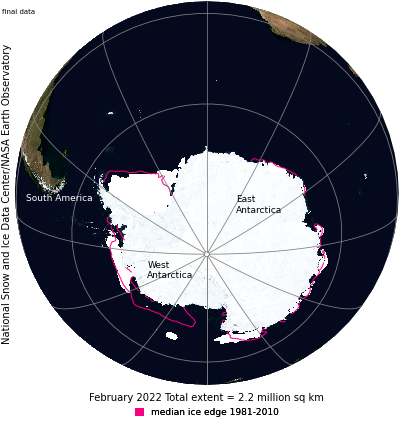 final data
National Snow and Ice Data Center/NASA Earth Observatory
South America
East
Antarctica
West
Antarctica
February 2022 Total extent = 2.2 million sq km
median ice edge 1981-2010